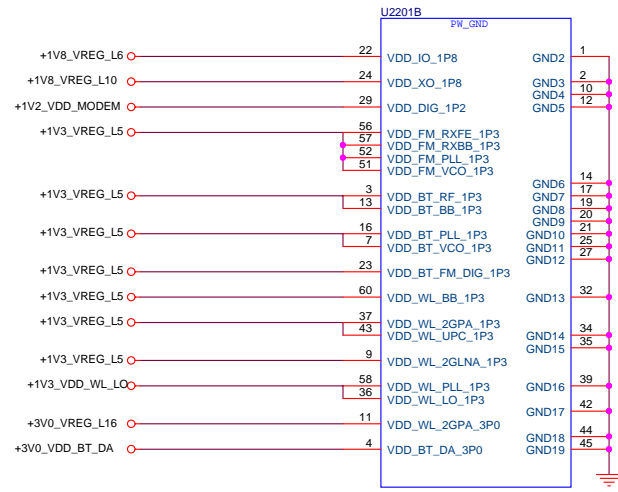 U2201B
PW_GND
+1V8_VREG_L6 22 VDD_IO_1P8 GND2 1
+1V8_VREG_L10 24 VDD_XO_1P8 GND3 2
GND4 10
+1V2_VDD_MODEM 29 VDD_DIG_1P2 GND5 12
+1V3_VREG_L5 56 VDD_FM_RXFE_1P3
57 VDD_FM_RXBB_1P3
52 VDD_FM_PLL_1P3
51 VDD_FM_VCO_1P3
GND6 14
+1V3_VREG_L5 3 VDD_BT_RF_1P3 GND7 17
13 VDD_BT_BB_1P3 GND8 19
GND9 20
+1V3_VREG_L5 16 VDD_BT_PLL_1P3 GND10 21
7 VDD_BT_VCO_1P3 GND11 25
GND12 27
+1V3_VREG_L5 23 VDD_BT_FM_DIG_1P3
+1V3_VREG_L5 60 VDD_WL_BB_1P3 GND13 32
+1V3_VREG_L5 37 VDD_WL_2GPA_1P3
43 VDD_WL_UPC_1P3 GND14 34
GND15 35
+1V3_VREG_L5 9 VDD_WL_2GLNA_1P3
+1V3_VDD_WL_LO 58 VDD_WL_PLL_1P3 GND16 39
36 VDD_WL_LO_1P3
GND17 42
+3V0_VREG_L16 11 VDD_WL_2GPA_3P0
GND18 44
+3V0_VDD_BT_DA 4 VDD_BT_DA_3P0 GND19 45